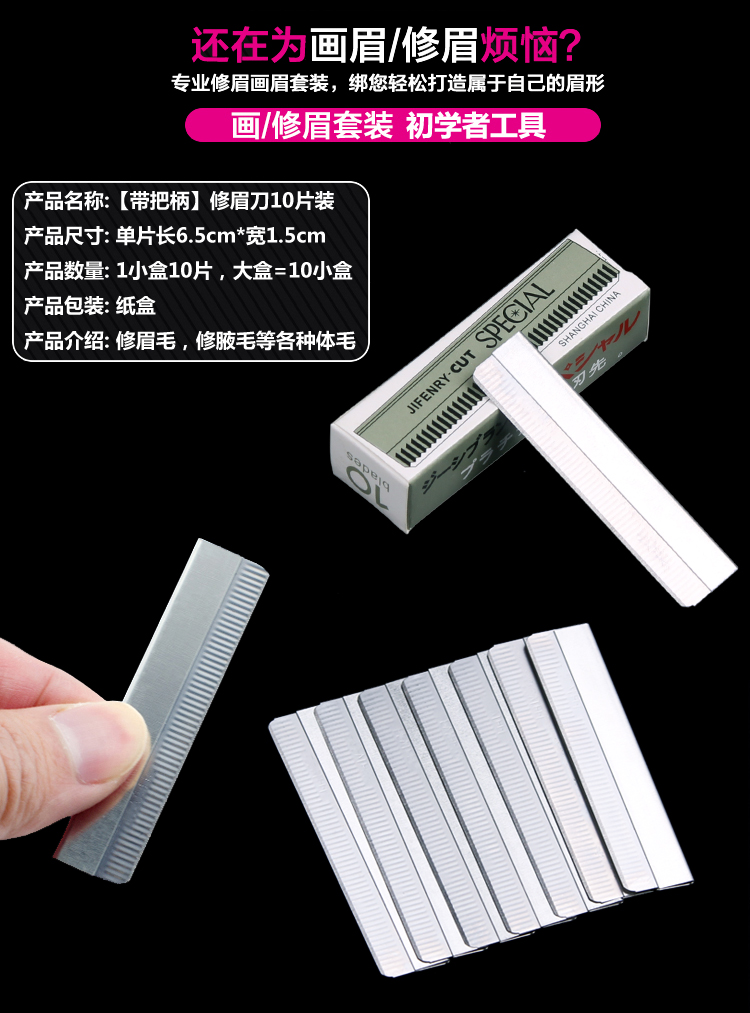 还在为画眉/修眉烦恼?
专业修眉画眉套装，绑您轻松打造属于自己的眉形
画/修眉套装 初学者工具
产品名称:【带把柄】修眉刀10片装
产品尺寸: 单片长6.5cm*宽1.5cm
产品数量: 1小盒10片，大盒=10小盒
产品包装: 纸盒
产品介绍: 修眉毛，修腋毛等各种体毛
JIFENRY-CUT SPECIAL
SHANGHAI CHINA
シャル
刃先。
10
blades